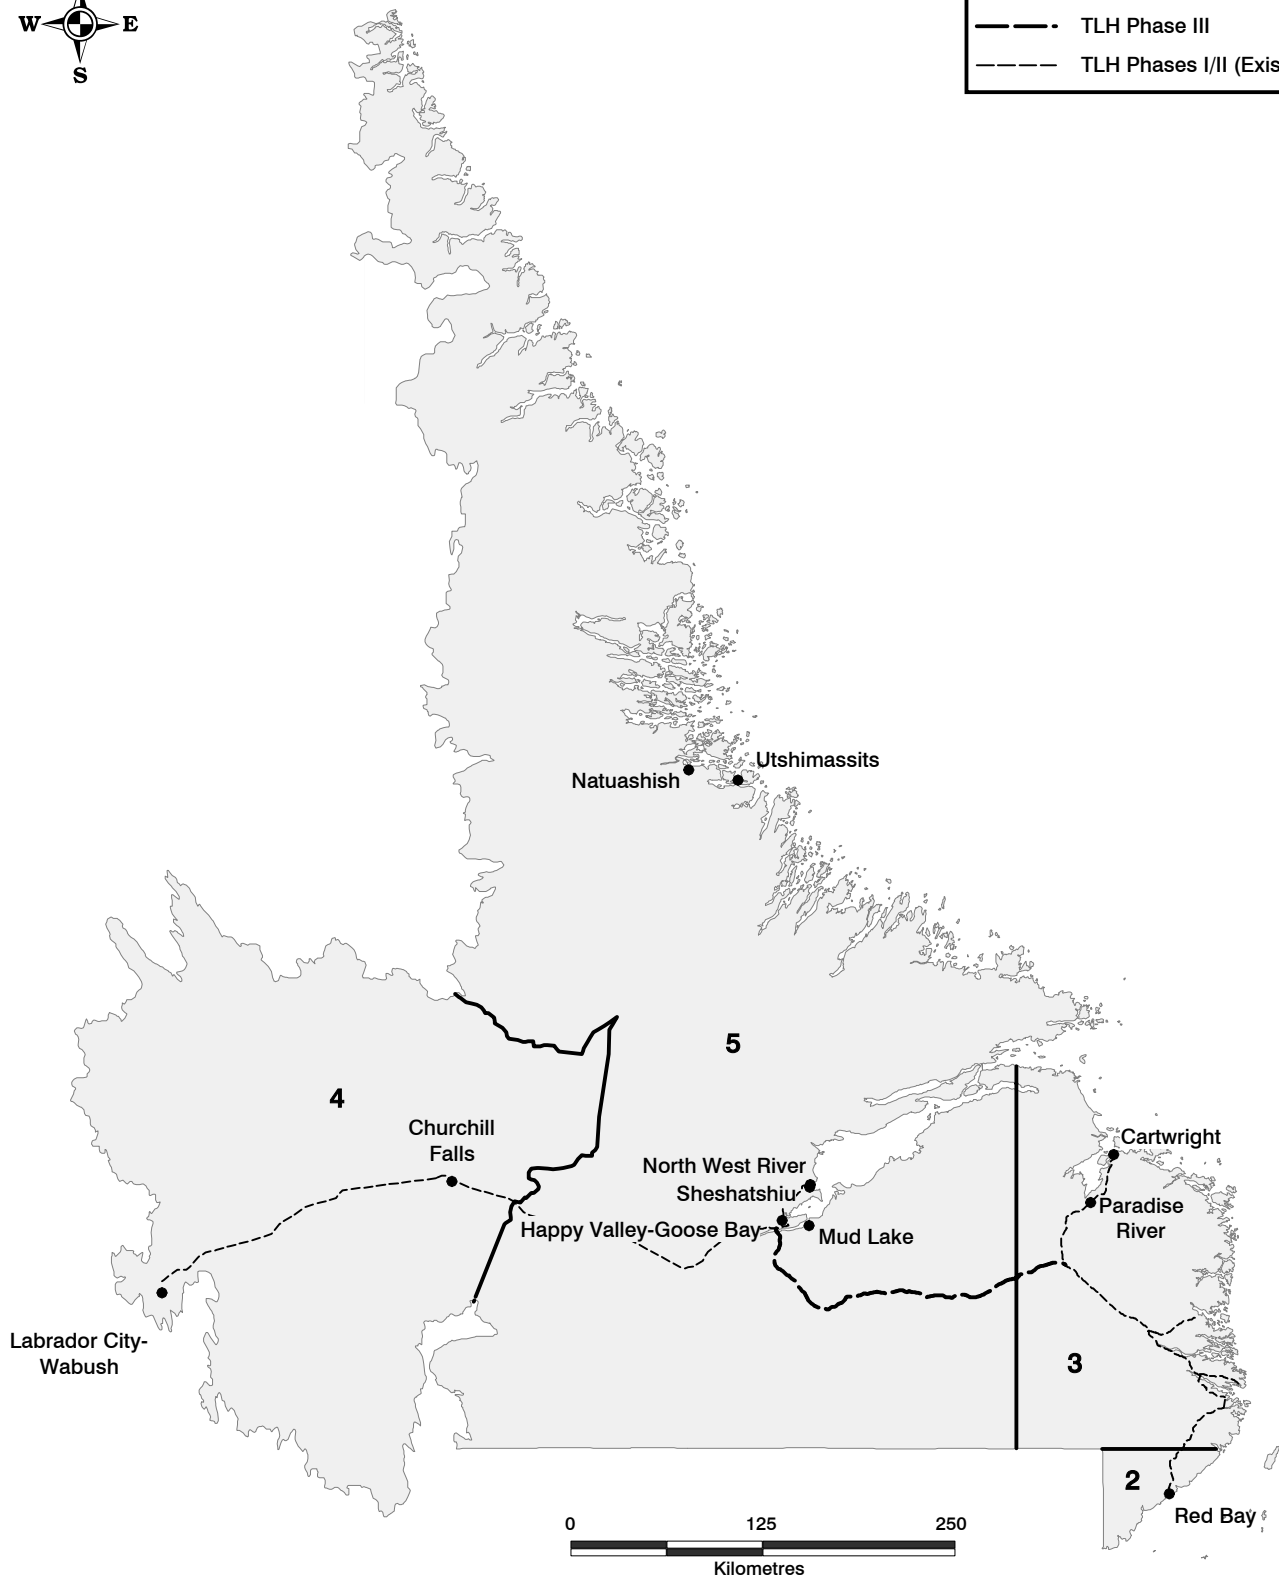 W E
S
TLH Phase III
TLH Phases I/II (Exis
Utshimassits
Natuashish
5
4
Churchill
Falls
Cartwright
North West River
Sheshatshiu
Paradise
River
Happy Valley-Goose Bay
Mud Lake
Labrador City-
Wabush
3
2
Red Bay
0 125 250
Kilometres